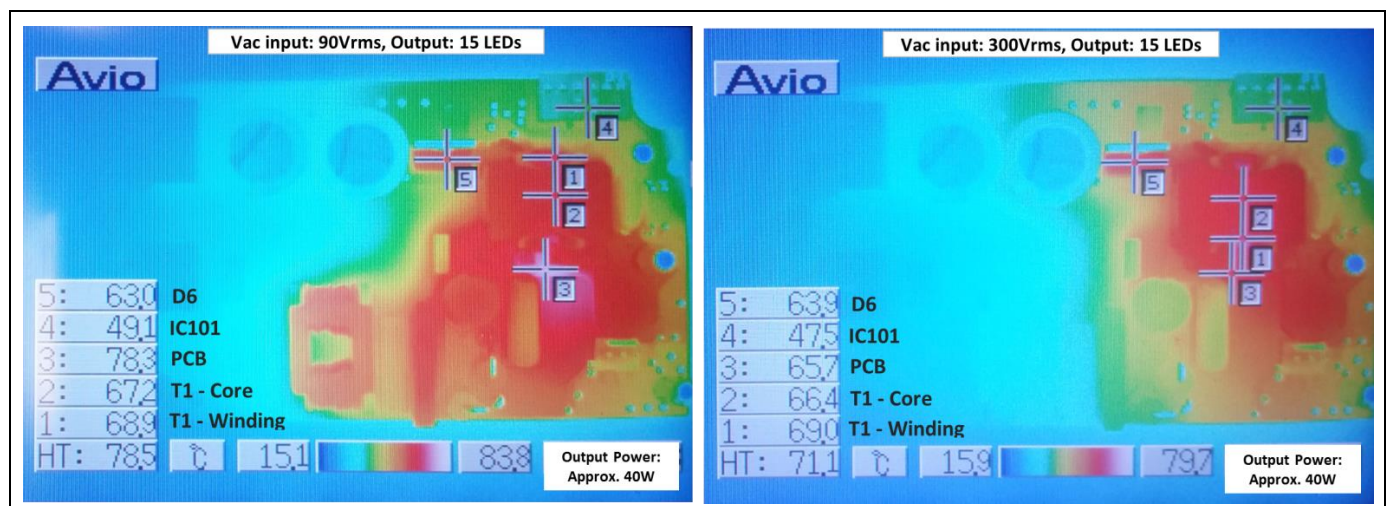 Vac input: 90Vrms, Output: 15 LEDs
Avio
4
1
5
2
3
5: 63.0 D6
4: 49.1 IC101
3: 78.3 PCB
2: 67.2 T1 - Core
1: 68.9 T1 - Winding
HT: 78.5 ℃ 15.1 83.8
Output Power:
Approx. 40W
Vac input: 300Vrms, Output: 15 LEDs
Avio
4
5
2
1
3
5: 63.9 D6
4: 47.5 IC101
3: 65.7 PCB
2: 66.4 T1 - Core
1: 69.0 T1 - Winding
HT: 71.1 ℃ 15.9 79.7
Output Power:
Approx. 40W